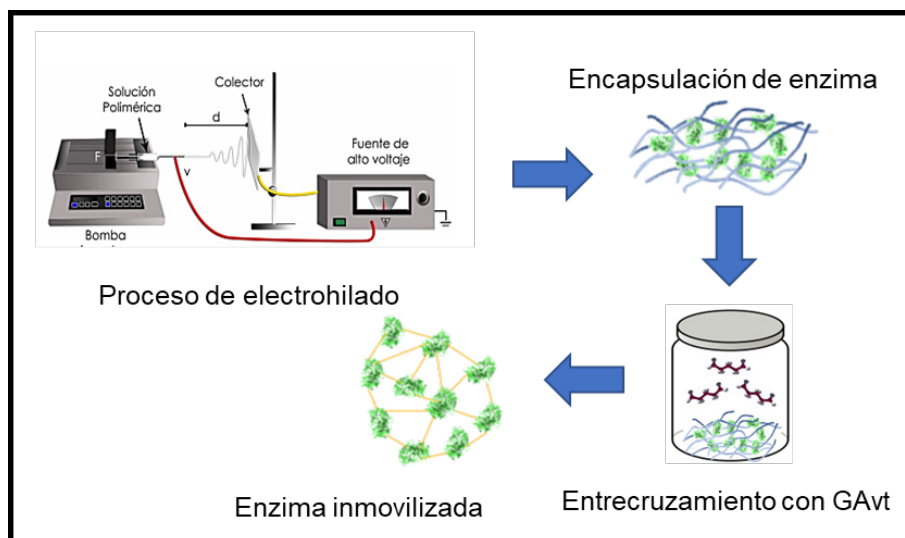 Solución
Polimérica
Colector
d
F
v
Fuente de
alto voltaje
Bomba
Encapsulación de enzima
Proceso de electrohilado
Enzima inmovilizada
Entrecruzamiento con GAvt